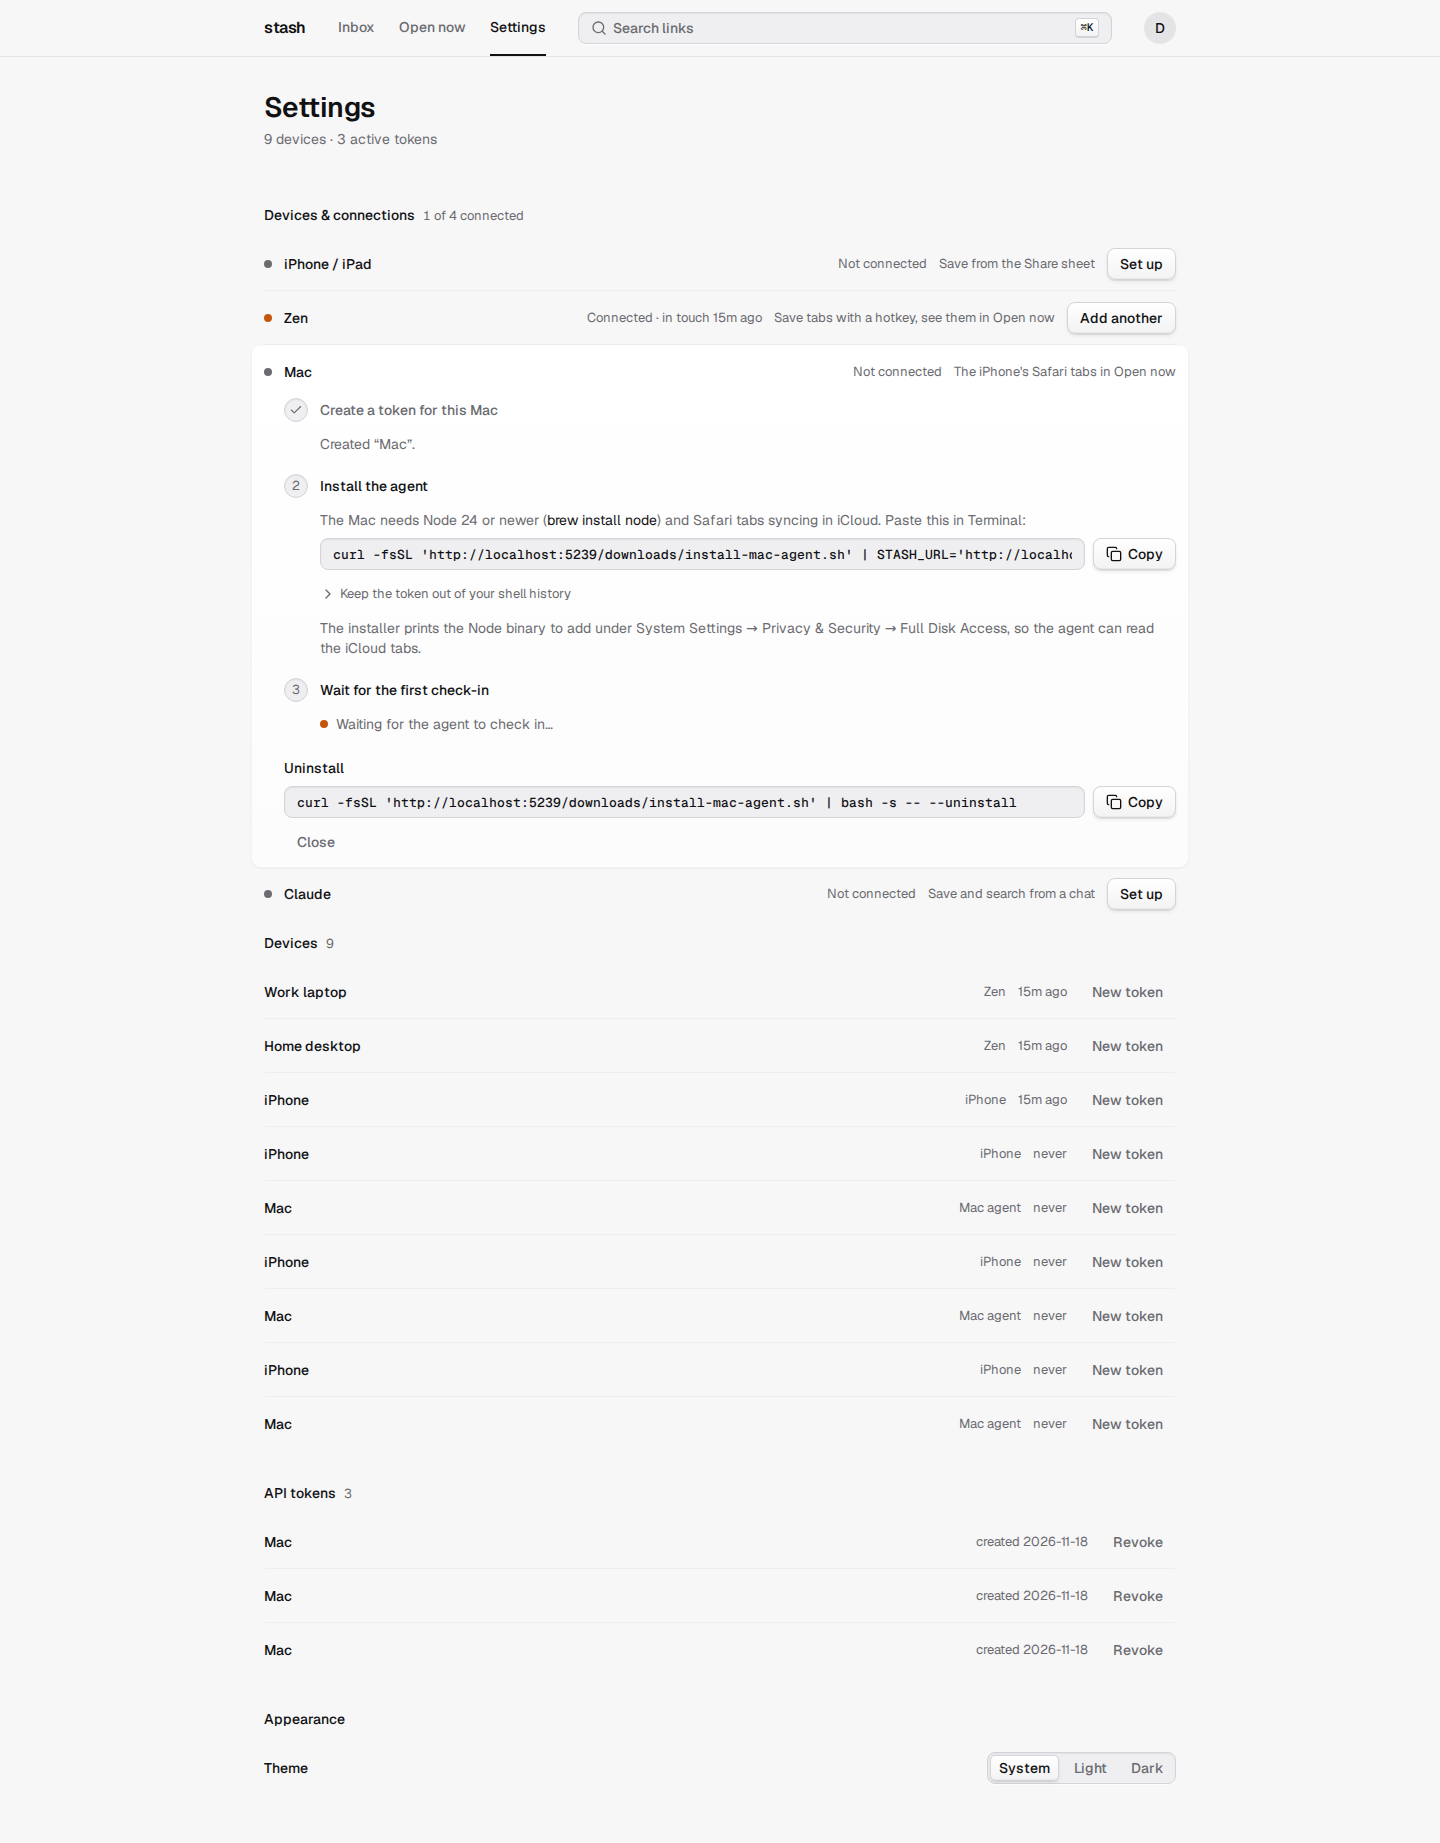 stash Inbox Open now Settings Search links ⌘K D
Settings
9 devices · 3 active tokens
Devices & connections 1 of 4 connected
iPhone / iPad Not connected Save from the Share sheet Set up
Zen Connected · in touch 15m ago Save tabs with a hotkey, see them in Open now Add another
Mac Not connected The iPhone's Safari tabs in Open now
Create a token for this Mac
Created “Mac”.
2 Install the agent
The Mac needs Node 24 or newer (brew install node) and Safari tabs syncing in iCloud. Paste this in Terminal:
curl -fsSL 'http://localhost:5239/downloads/install-mac-agent.sh' | STASH_URL='http://localho Copy
Keep the token out of your shell history
The installer prints the Node binary to add under System Settings → Privacy & Security → Full Disk Access, so the agent can read
the iCloud tabs.
3 Wait for the first check-in
Waiting for the agent to check in…
Uninstall
curl -fsSL 'http://localhost:5239/downloads/install-mac-agent.sh' | bash -s -- --uninstall Copy
Close
Claude Not connected Save and search from a chat Set up
Devices 9
Work laptop Zen 15m ago New token
Home desktop Zen 15m ago New token
iPhone iPhone 15m ago New token
iPhone iPhone never New token
Mac Mac agent never New token
iPhone iPhone never New token
Mac Mac agent never New token
iPhone iPhone never New token
Mac Mac agent never New token
API tokens 3
Mac created 2026-11-18 Revoke
Mac created 2026-11-18 Revoke
Mac created 2026-11-18 Revoke
Appearance
Theme System Light Dark